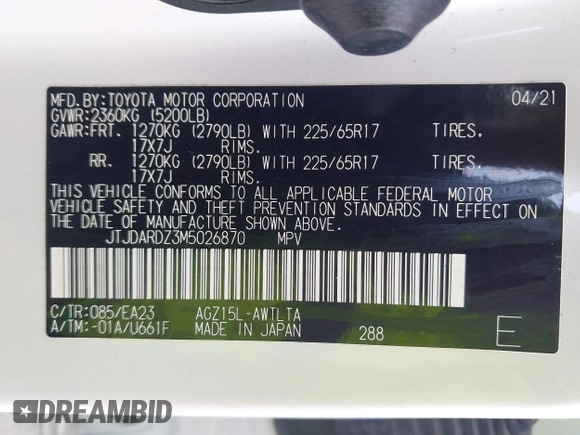 MFD.BY:TOYOTA MOTOR CORPORATION 04/21
GVWR:2360KG (5200LB)
GAWR:FRT. 1270KG (2790LB) WITH 225/65R17 TIRES.
17X7J RIMS.
RR. 1270KG (2790LB) WITH 225/65R17 TIRES.
17X7J RIMS.
THIS VEHICLE CONFORMS TO ALL APPLICABLE FEDERAL MOTOR
VEHICLE SAFETY AND THEFT PREVENTION STANDARDS IN EFFECT ON
THE DATE OF MANUFACTURE SHOWN ABOVE.
JTJDARDZ3M5026870 MPV
C/TR:085/EA23 AGZ15L-AWTLTA
A/TM:-01A/U661F MADE IN JAPAN 288 E
DREAMBID